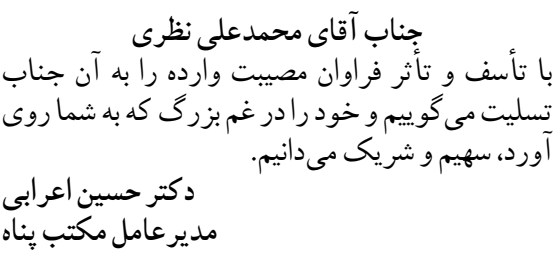 جناب آقای محمدعلی نظری
با تأسف و تأثر فراوان مصیبت وارده را به آن جناب
تسلیت می‌گوییم و خود را در غم بزرگ که به شما روی
آورد، سهیم و شریک می‌دانیم.
دکتر حسین اعرابی
مدیرعامل مکتب پناه